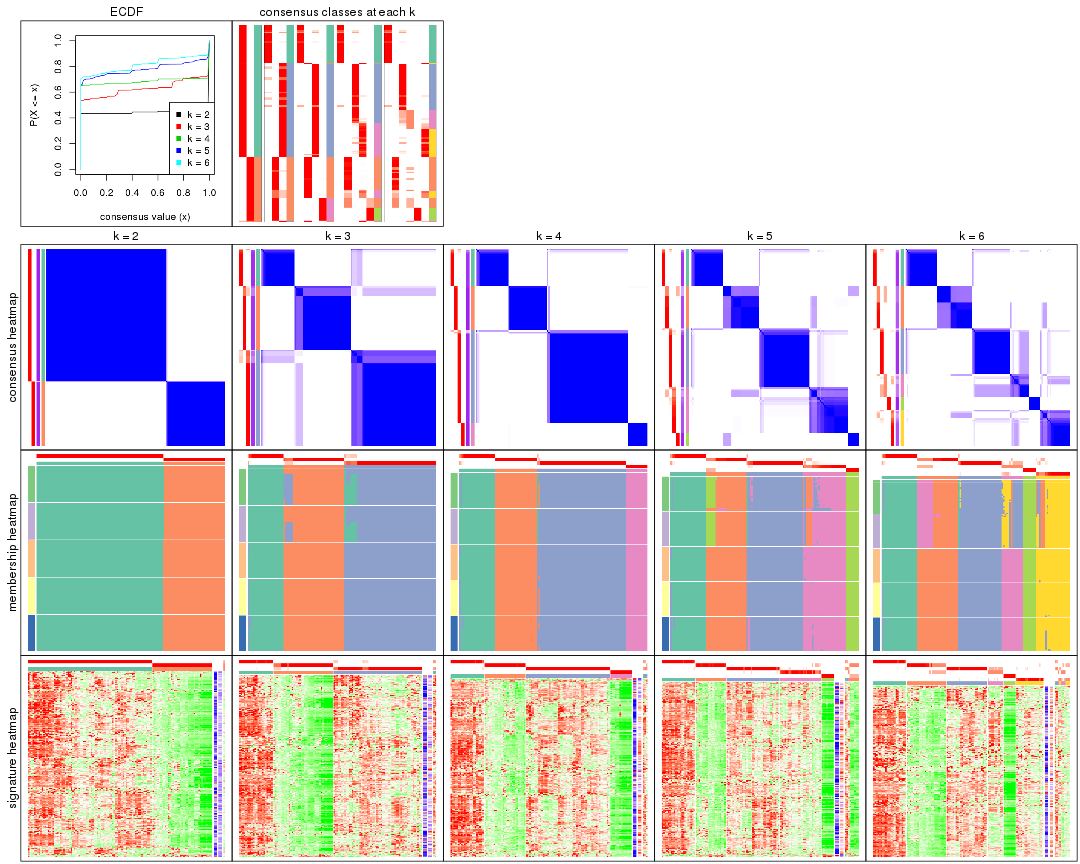 ECDF
consensus classes at each k
P(X <= x)
1.0
0.8
0.6
0.4
0.2
0.0
k = 2
k = 3
k = 4
k = 5
k = 6
0.0 0.2 0.4 0.6 0.8 1.0
consensus value (x)
k = 2
k = 3
k = 4
k = 5
k = 6
consensus heatmap
membership heatmap
signature heatmap